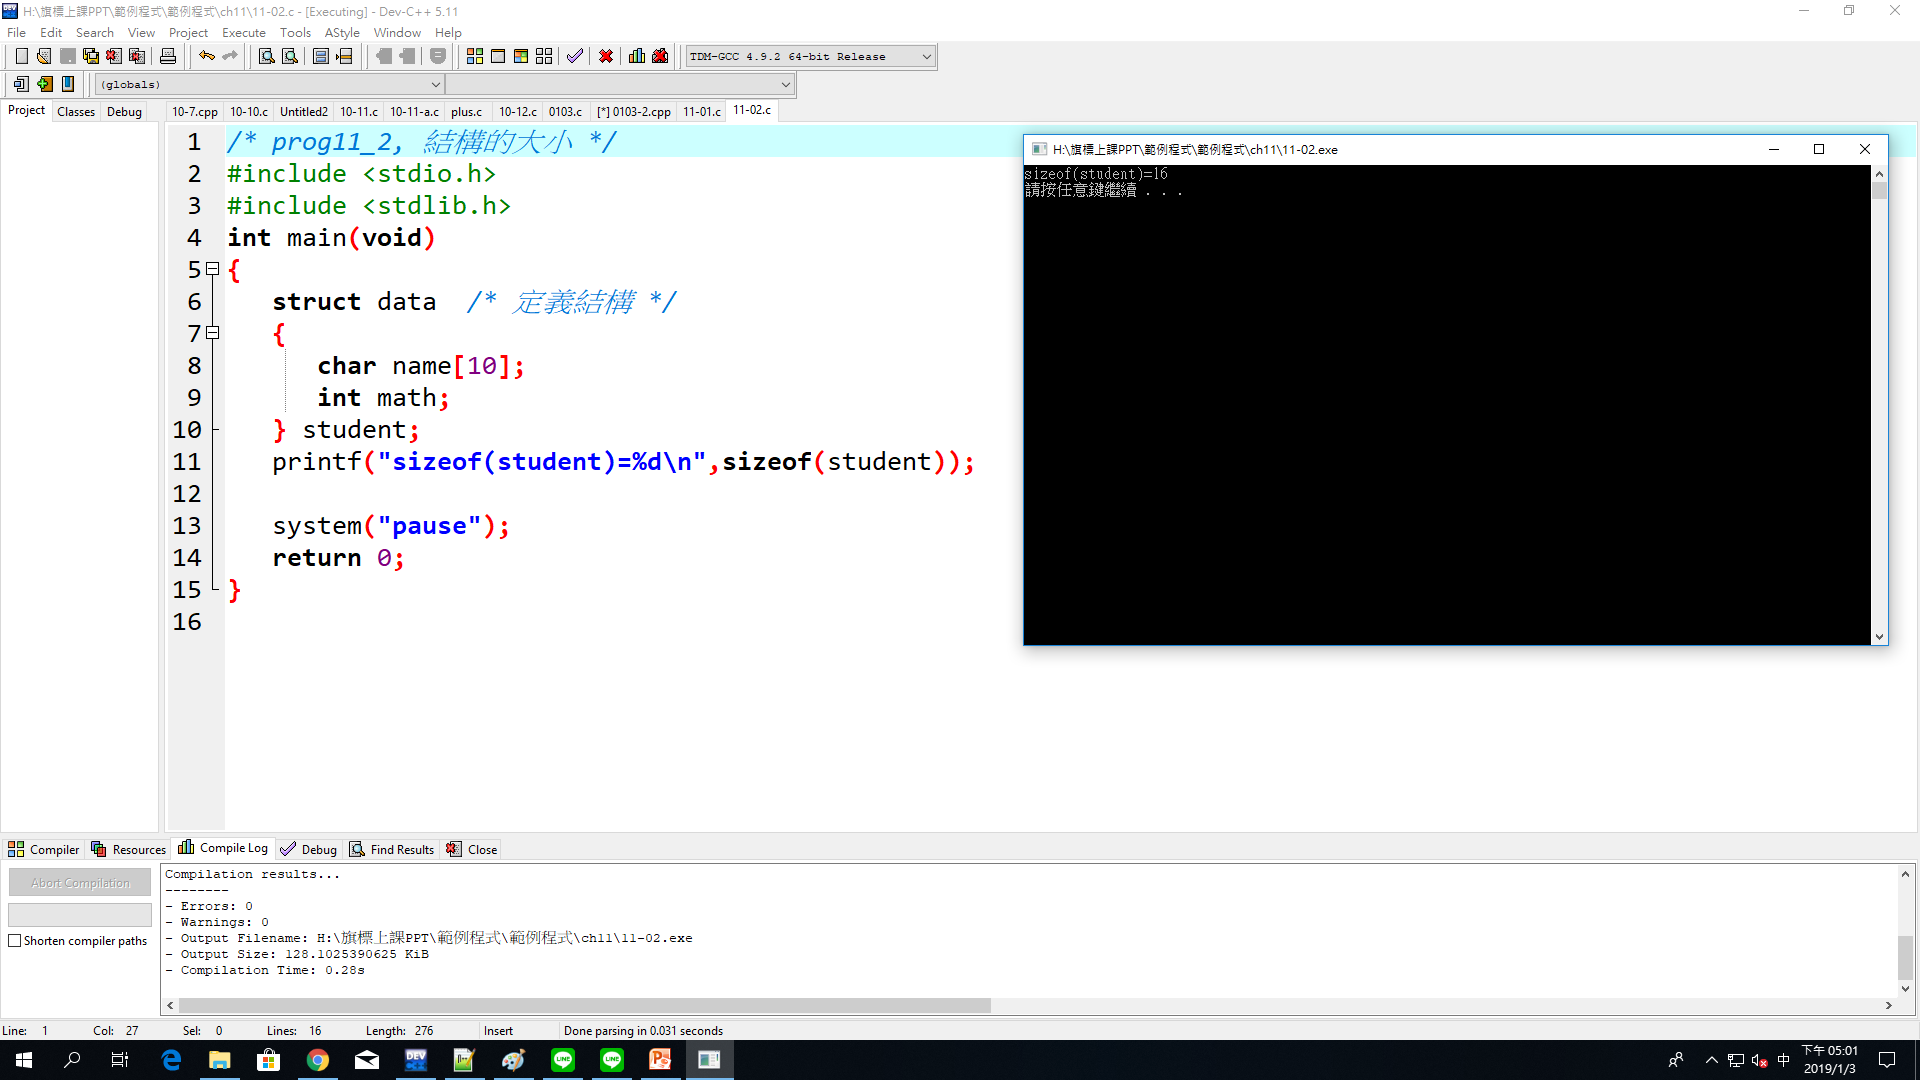 H:\旗標上課PPT\範例程式\範例程式\ch11\11-02.c - [Executing] - Dev-C++ 5.11
File Edit Search View Project Execute Tools AStyle Window Help
TDM-GCC 4.9.2 64-bit Release
(globals)
Project Classes Debug
10-7.cpp 10-10.c Untitled2 10-11.c 10-11-a.c plus.c 10-12.c 0103.c [*] 0103-2.cpp 11-01.c 11-02.c
1 /* prog11_2, 結構的大小 */
2 #include <stdio.h>
3 #include <stdlib.h>
4 int main(void)
5 {
6 struct data /* 定義結構 */
7 {
8 char name[10];
9 int math;
10 } student;
11 printf("sizeof(student)=%d\n",sizeof(student));
12
13 system("pause");
14 return 0;
15 }
16
H:\旗標上課PPT\範例程式\範例程式\ch11\11-02.exe
sizeof(student)=16
請按任意鍵繼續 . . .
Compiler Resources Compile Log Debug Find Results Close
Abort Compilation
Shorten compiler paths
Compilation results...
--------
- Errors: 0
- Warnings: 0
- Output Filename: H:\旗標上課PPT\範例程式\範例程式\ch11\11-02.exe
- Output Size: 128.1025390625 KiB
- Compilation Time: 0.28s
Line: 1 Col: 27 Sel: 0 Lines: 16 Length: 276 Insert Done parsing in 0.031 seconds
DEV
LINE
LINE
中
下午 05:01
2019/1/3